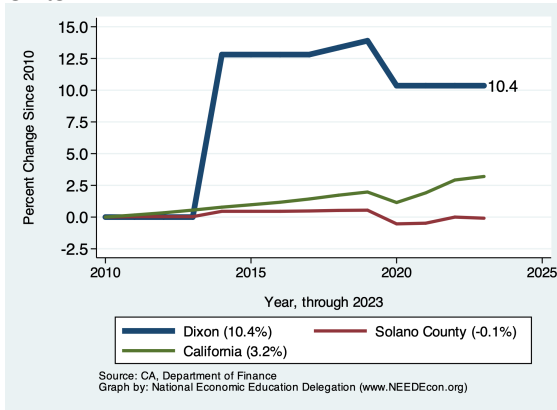 15.0
12.5
10.0
7.5
5.0
2.5
0.0
-2.5
Percent Change Since 2010
10.4
2010
2015
2020
2025
Year, through 2023
Dixon (10.4%)
Solano County (-0.1%)
California (3.2%)
Source: CA, Department of Finance
Graph by: National Economic Education Delegation (www.NEEDEcon.org)